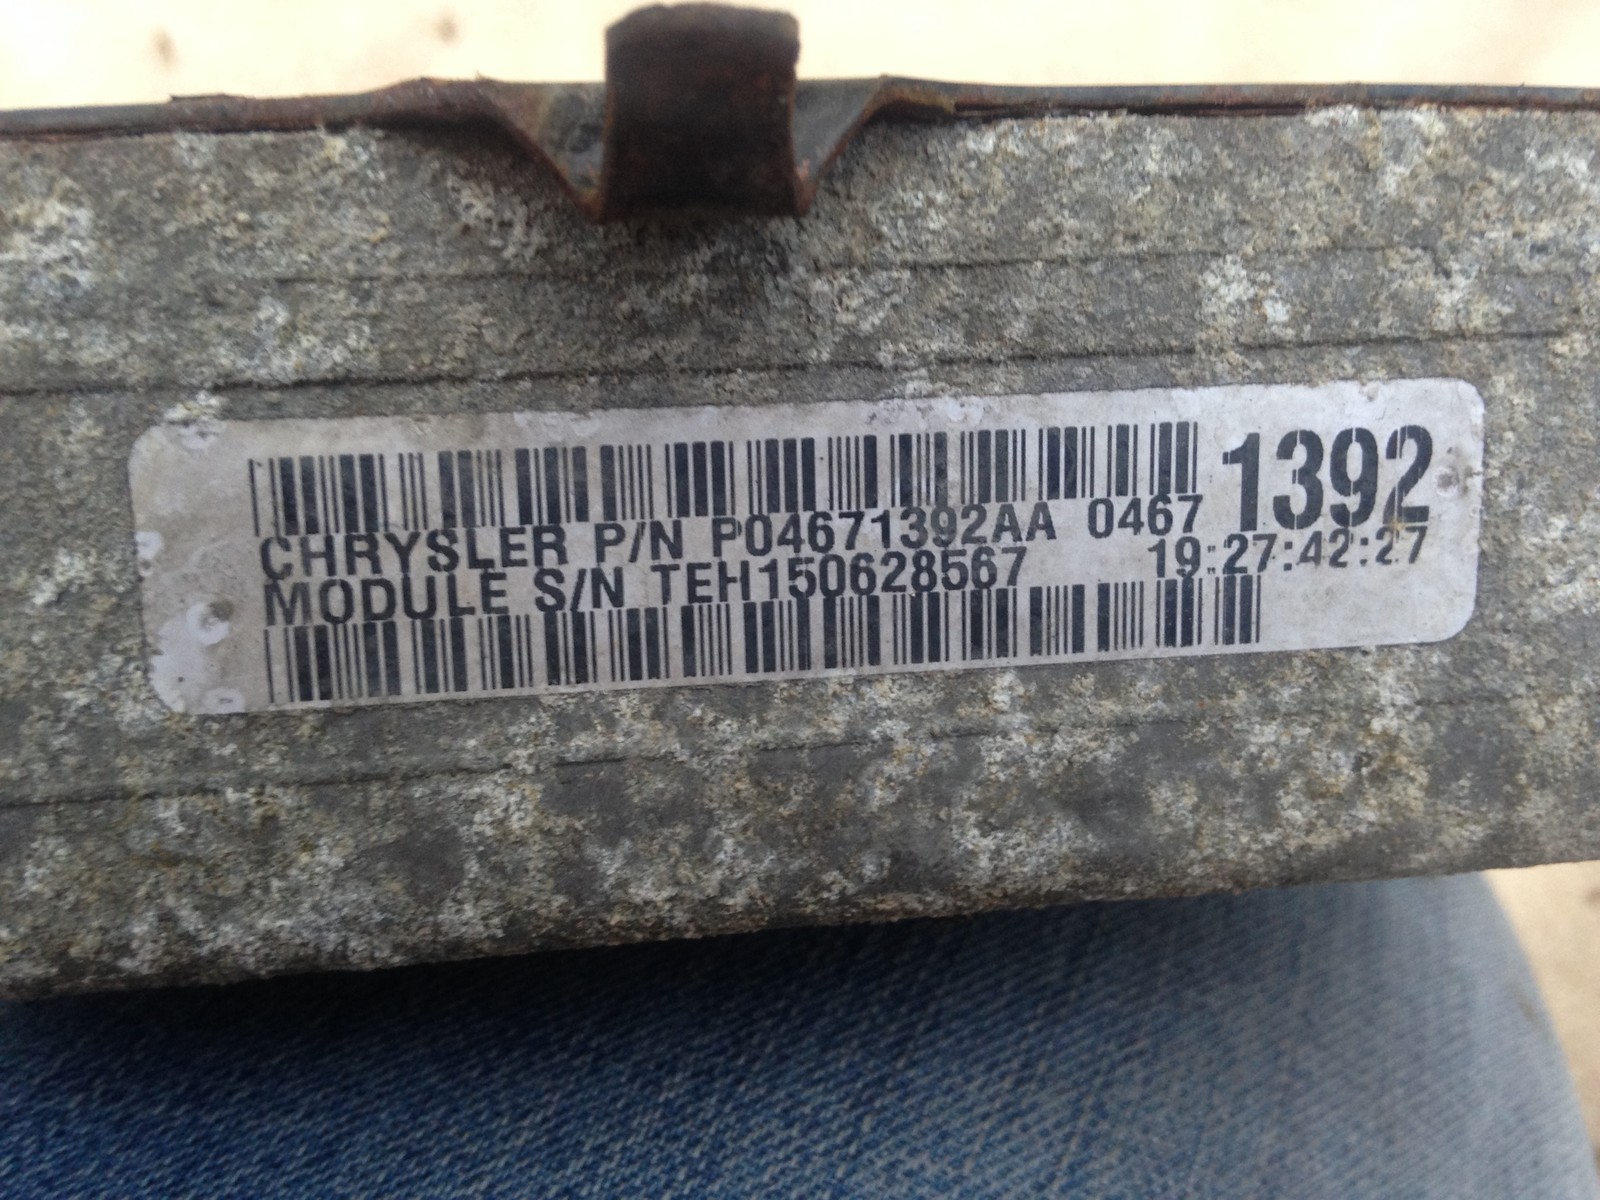 CHRYSLER P/N P04671392AA 0467 1392
MODULE S/N TEH150628567 19:27:42:27